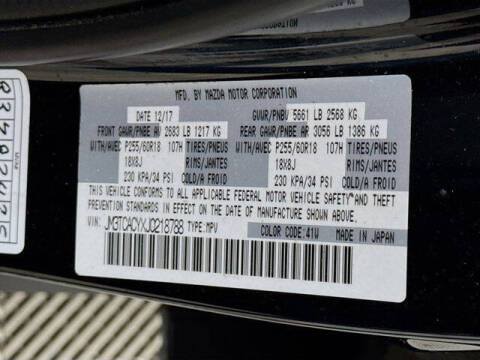 MFD. BY MAZDA MOTOR CORPORATION
DATE 12/17 GVWR/PNBV 5661 LB 2568 KG
FRONT GAWR/PNBE AV 2683 LB 1217 KG REAR GAWR/PNBE AR 3056 LB 1386 KG
WITH/AVEC P255/60R18 107H TIRES/PNEUS WITH/AVEC P255/60R18 107H TIRES/PNEUS
18X8J RIMS/JANTES 18X8J RIMS/JANTES
230 KPA/34 PSI COLD/A FROID 230 KPA/34 PSI COLD/A FROID
THIS VEHICLE CONFORMS TO ALL APPLICABLE FEDERAL MOTOR VEHICLE SAFETY/AND THEFT
PREVENTION STANDARDS IN EFFECT ON THE DATE OF MANUFACTURE SHOWN ABOVE.
VIN: JM3TCACYXJ0218788 TYPE:MPV COLOR CODE:41W MADE IN JAPAN